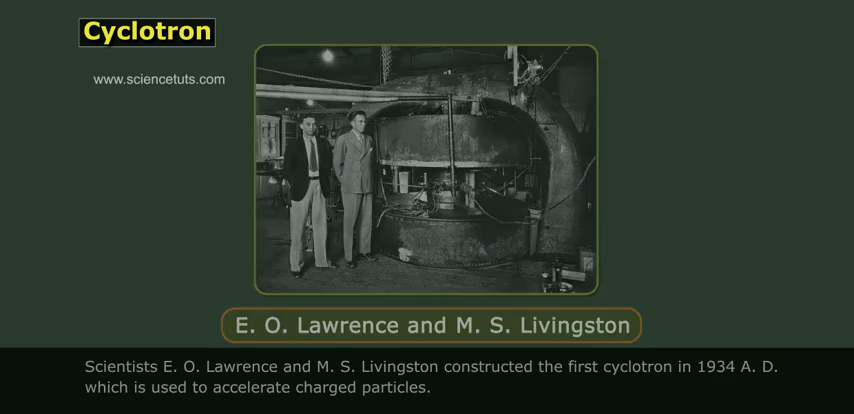 Cyclotron
www.sciencetuts.com
E. O. Lawrence and M. S. Livingston
Scientists E. O. Lawrence and M. S. Livingston constructed the first cyclotron in 1934 A. D.
which is used to accelerate charged particles.